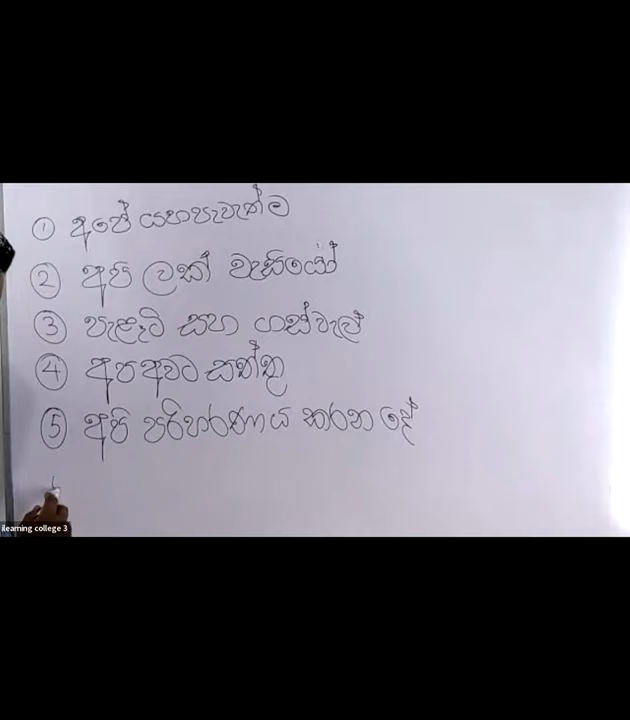 ① අපේ යහපැවැත්ම
② අපි ලක් වැසියෝ
③ පැළෑටි සහ ගස්වැල්
④ අප අවට සත්තු
⑤ අපි පරිහරණය කරන දේ
ilearning college 3